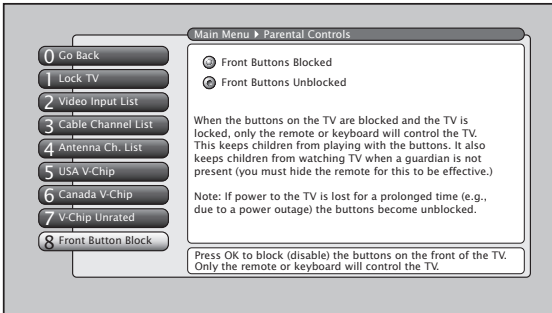 Main Menu ▶ Parental Controls
0 Go Back
1 Lock TV
2 Video Input List
3 Cable Channel List
4 Antenna Ch. List
5 USA V-Chip
6 Canada V-Chip
7 V-Chip Unrated
8 Front Button Block
Front Buttons Blocked
Front Buttons Unblocked
When the buttons on the TV are blocked and the TV is
locked, only the remote or keyboard will control the TV.
This keeps children from playing with the buttons. It also
keeps children from watching TV when a guardian is not
present (you must hide the remote for this to be effective.)
Note: If power to the TV is lost for a prolonged time (e.g.,
due to a power outage) the buttons become unblocked.
Press OK to block (disable) the buttons on the front of the TV.
Only the remote or keyboard will control the TV.